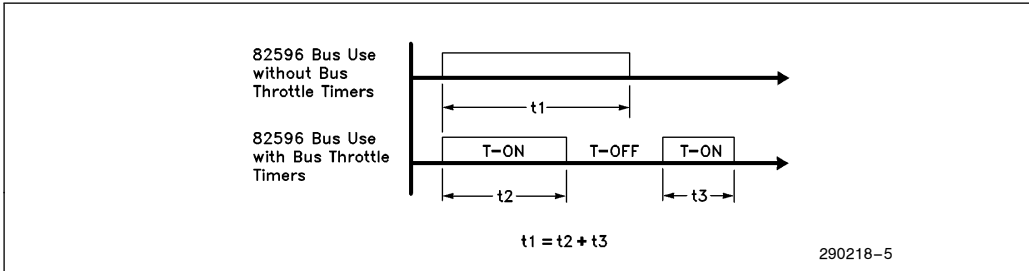 82596 Bus Use
without Bus
Throttle Timers
t1
82596 Bus Use
with Bus Throttle
Timers
T-ON T-OFF T-ON
t2 t3
t1 = t2 + t3
290218-5